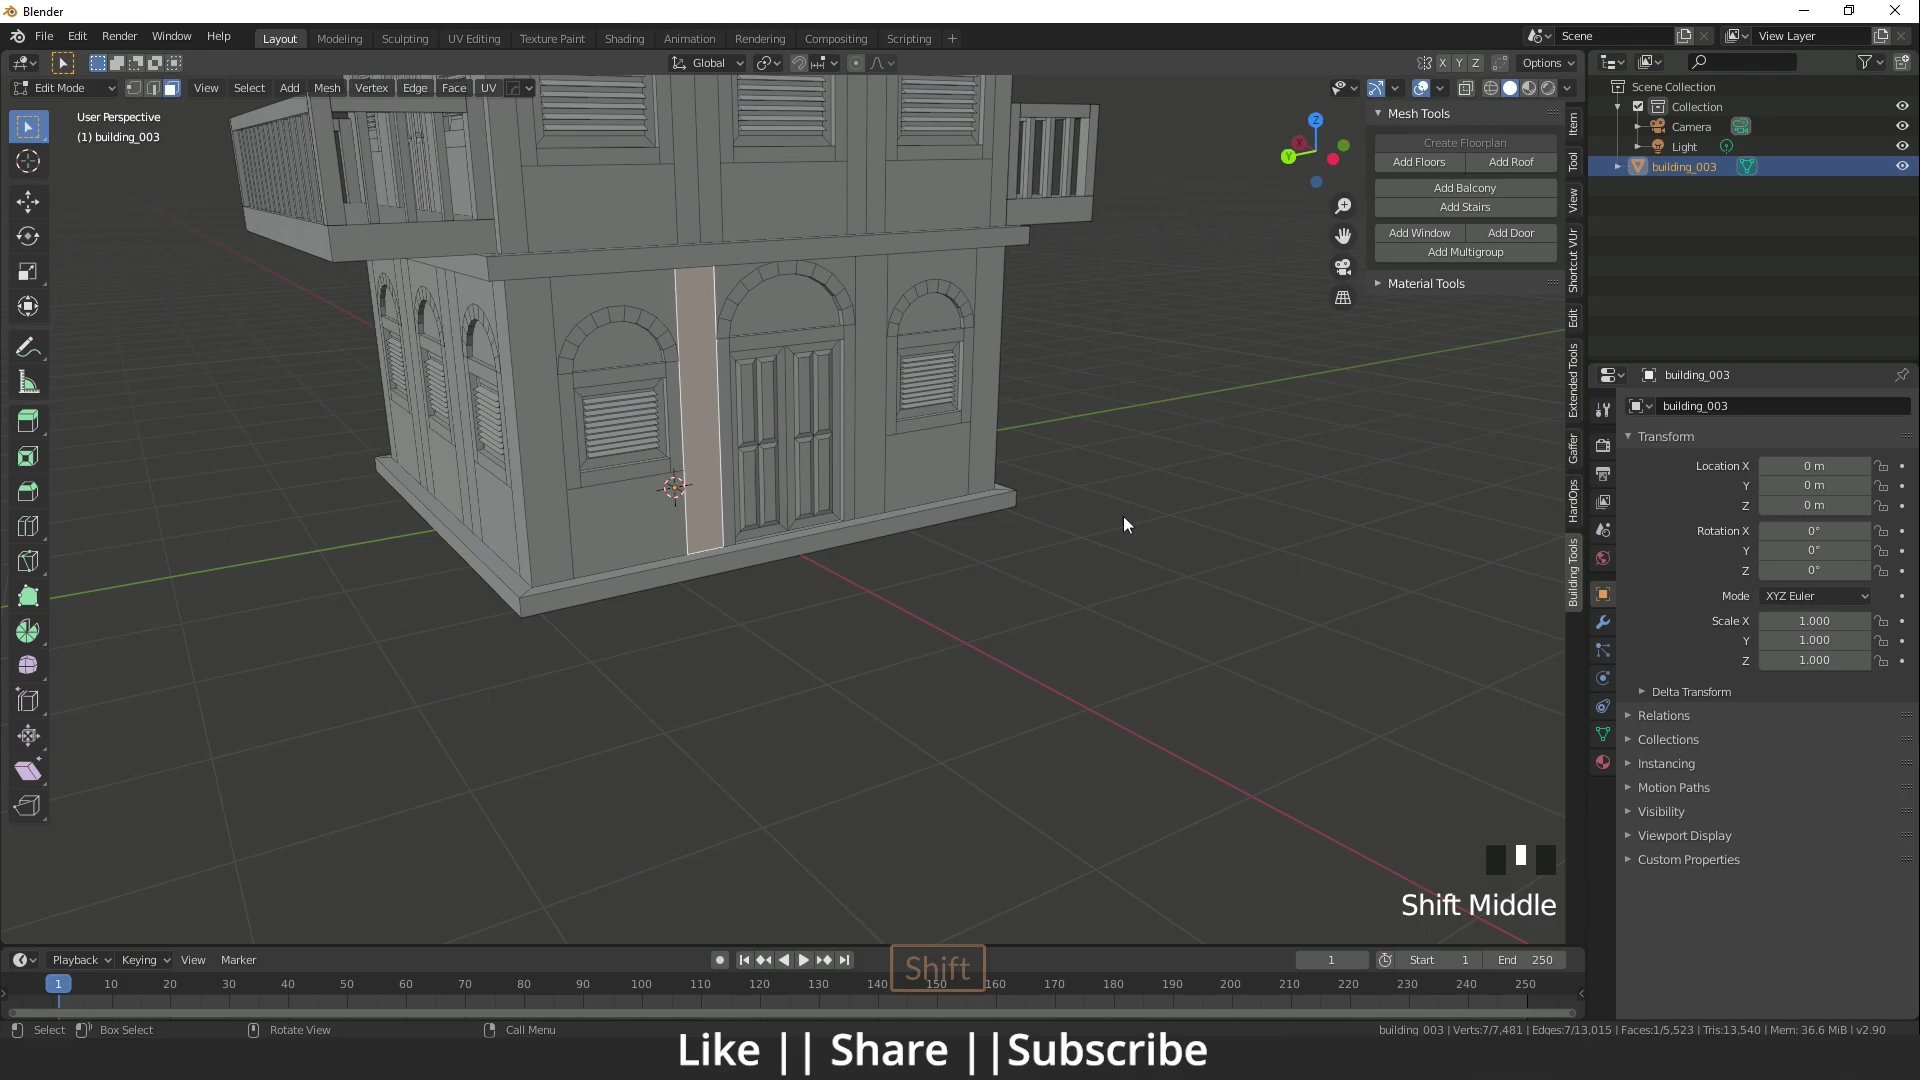 Blender
File Edit Render Window Help
Layout Modeling Sculpting UV Editing Texture Paint Shading Animation Rendering Compositing Scripting +
Scene
View Layer
Global
X Y Z
Options
Edit Mode
View Select Add Mesh Vertex Edge Face UV
User Perspective
(1) building_003
Z
X
Y
Mesh Tools
Create Floorplan
Add Floors
Add Roof
Add Balcony
Add Stairs
Add Window
Add Door
Add Multigroup
Material Tools
Item
Tool
View
Shortcut VUr
Edit
Extended Tools
Gaffer
HardOps
Building Tools
Scene Collection
Collection
Camera
Light
building_003
building_003
building_003
Transform
Location X 0 m
Y 0 m
Z 0 m
Rotation X 0°
Y 0°
Z 0°
Mode XYZ Euler
Scale X 1.000
Y 1.000
Z 1.000
Delta Transform
Relations
Collections
Instancing
Motion Paths
Visibility
Viewport Display
Custom Properties
Shift Middle
Shift
Playback Keying View Marker
1
Start 1
End 250
1 10 20 30 40 50 60 70 80 90 100 110 120 130 140 150 160 170 180 190 200 210 220 230 240 250
Select Box Select Rotate View Call Menu
building_003 | Verts:7/7,481 | Edges:7/13,015 | Faces:1/5,523 | Tris:13,540 | Mem: 36.6 MiB | v2.90
Like || Share ||Subscribe